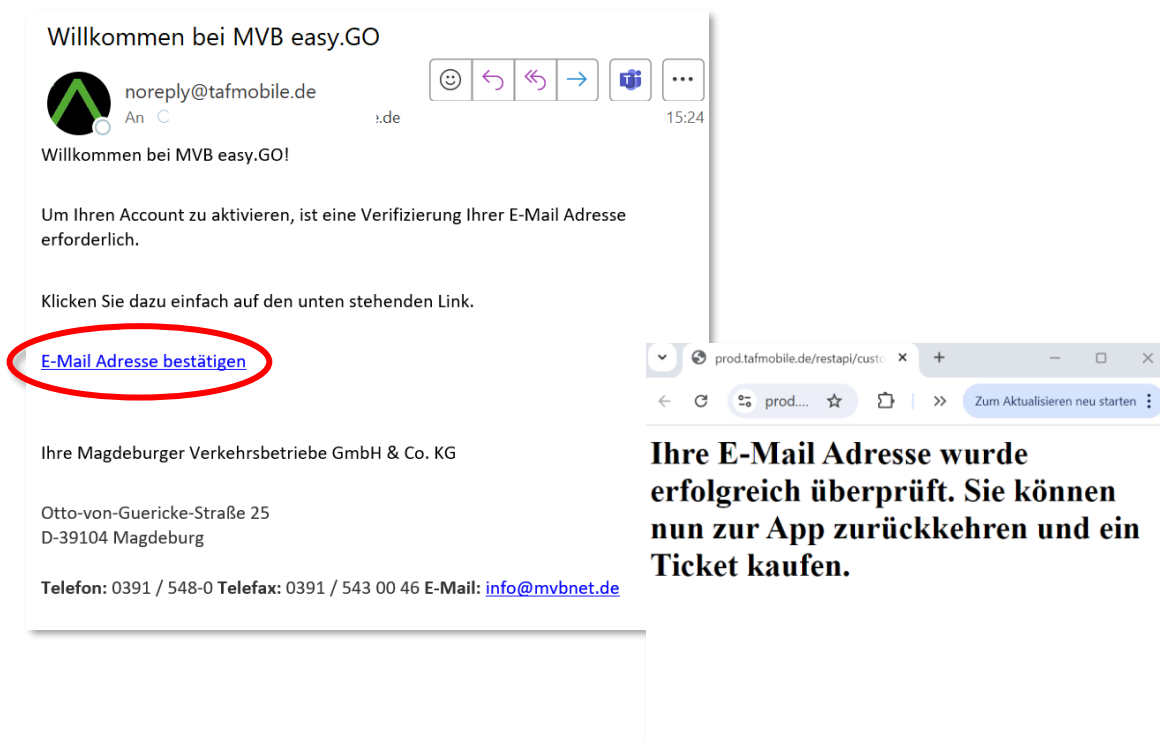 Willkommen bei MVB easy.GO
noreply@tafmobile.de
An
.de
15:24
Willkommen bei MVB easy.GO!
Um Ihren Account zu aktivieren, ist eine Verifizierung Ihrer E-Mail Adresse
erforderlich.
Klicken Sie dazu einfach auf den unten stehenden Link.
E-Mail Adresse bestätigen
Ihre Magdeburger Verkehrsbetriebe GmbH & Co. KG
Otto-von-Guericke-Straße 25
D-39104 Magdeburg
Telefon: 0391 / 548-0 Telefax: 0391 / 543 00 46 E-Mail: info@mvbnet.de
prod.tafmobile.de/restapi/custo
prod....
Zum Aktualisieren neu starten
Ihre E-Mail Adresse wurde
erfolgreich überprüft. Sie können
nun zur App zurückkehren und ein
Ticket kaufen.